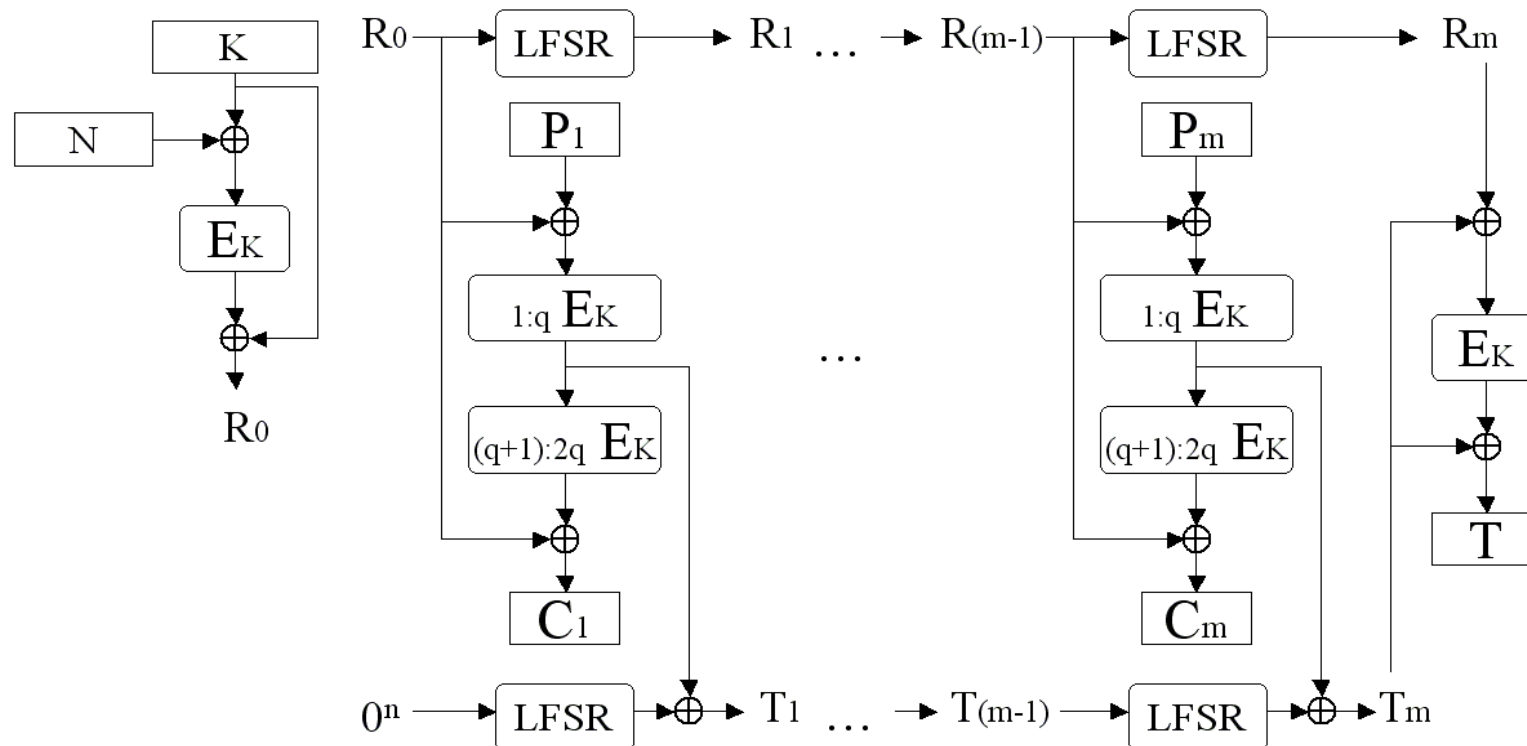 K
N
EK
R0
R0 LFSR R1 ... R(m-1) LFSR Rm
P1 Pm
1:q EK 1:q EK
... EK
(q+1):2q EK (q+1):2q EK
T
C1 Cm
0ⁿ LFSR T1 ... T(m-1) LFSR Tm